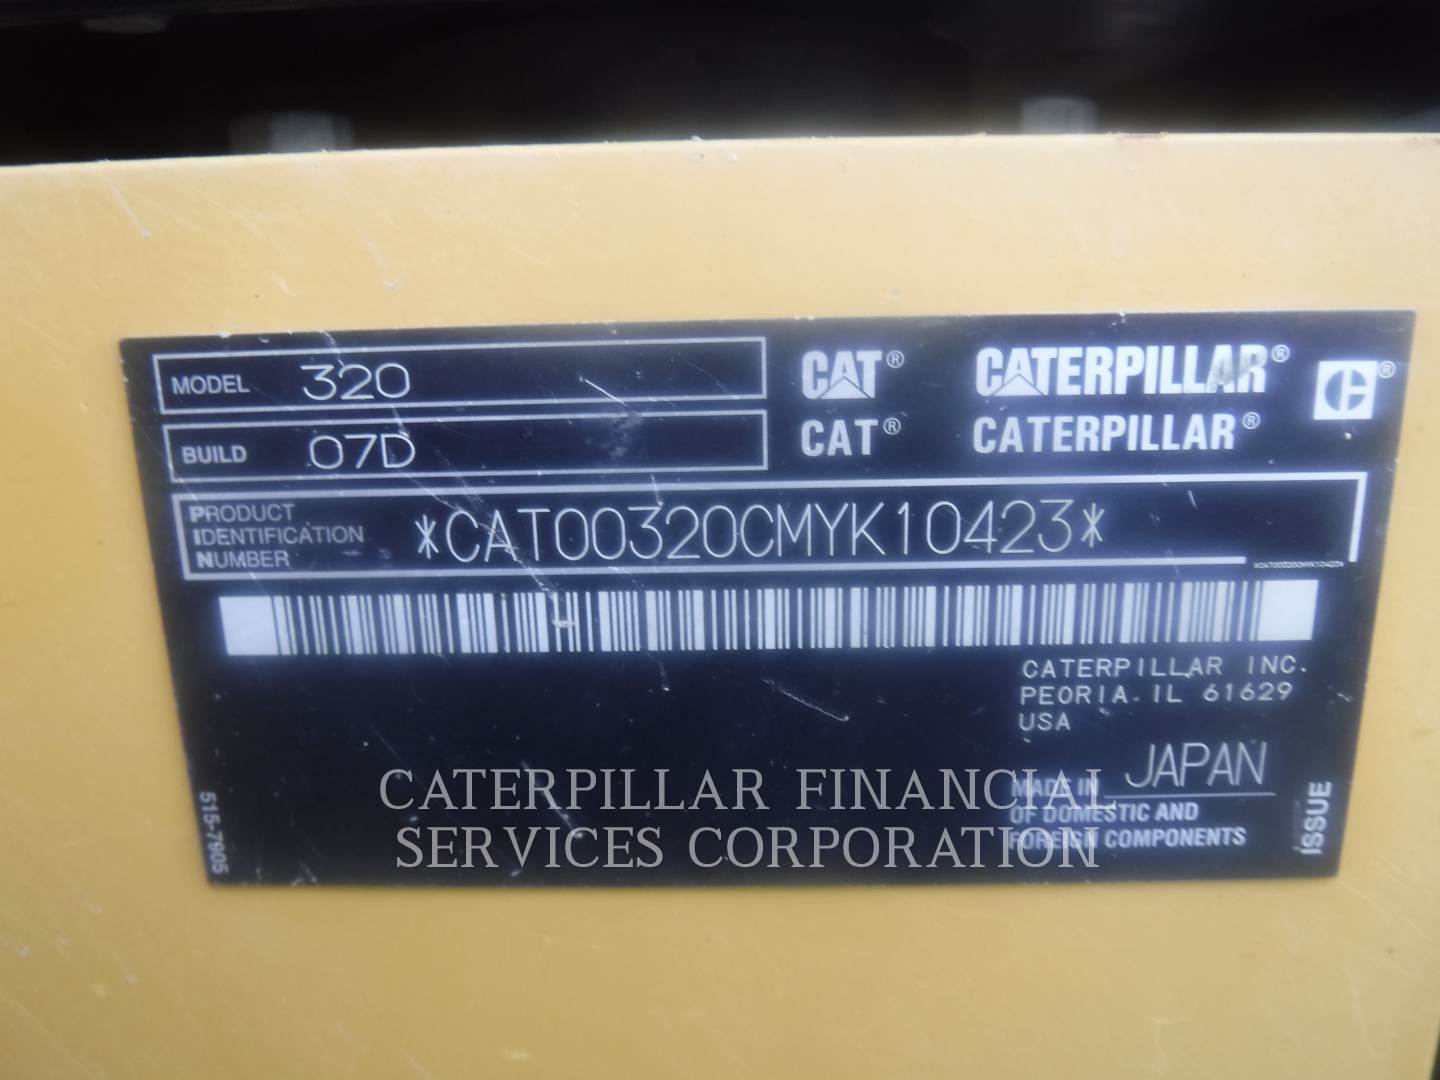 MODEL 320
BUILD 07D
CAT® CATERPILLAR®
CAT® CATERPILLAR®
PRODUCT
IDENTIFICATION
NUMBER
*CAT00320CMYK10423*
*CAT00320CMYK10423*
CATERPILLAR INC.
PEORIA. IL 61629
USA
MADE IN JAPAN
OF DOMESTIC AND
FOREIGN COMPONENTS
ISSUE
515-7905
CATERPILLAR FINANCIAL
SERVICES CORPORATION